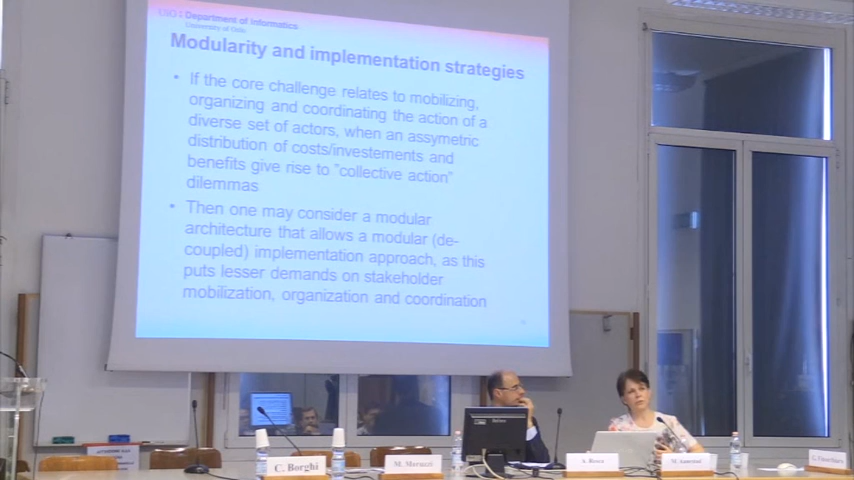 Department of Informatics
University of Oslo
Modularity and implementation strategies
• If the core challenge relates to mobilizing,
organizing and coordinating the action of a
diverse set of actors, when an assymetric
distribution of costs/investements and
benefits give rise to "collective action"
dilemmas
• Then one may consider a modular
architecture that allows a modular (de-
coupled) implementation approach, as this
puts lesser demands on stakeholder
mobilization, organization and coordination
C. Borghi